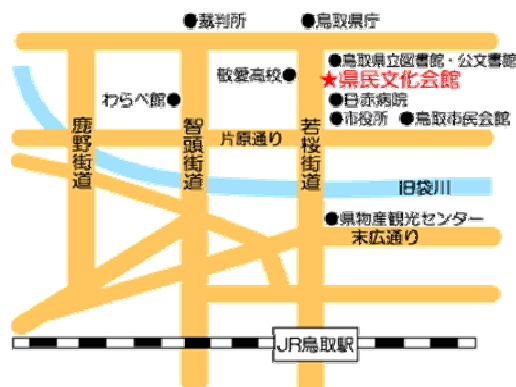 ●裁判所
●鳥取県庁
●鳥取県立図書館・公文書館
敬愛高校●
★県民文化会館
わらべ館●
●日赤病院
●市役所
●鳥取市民会館
鹿野街道
智頭街道
片原通り
若桜街道
旧袋川
●県物産観光センター
末広通り
JR鳥取駅